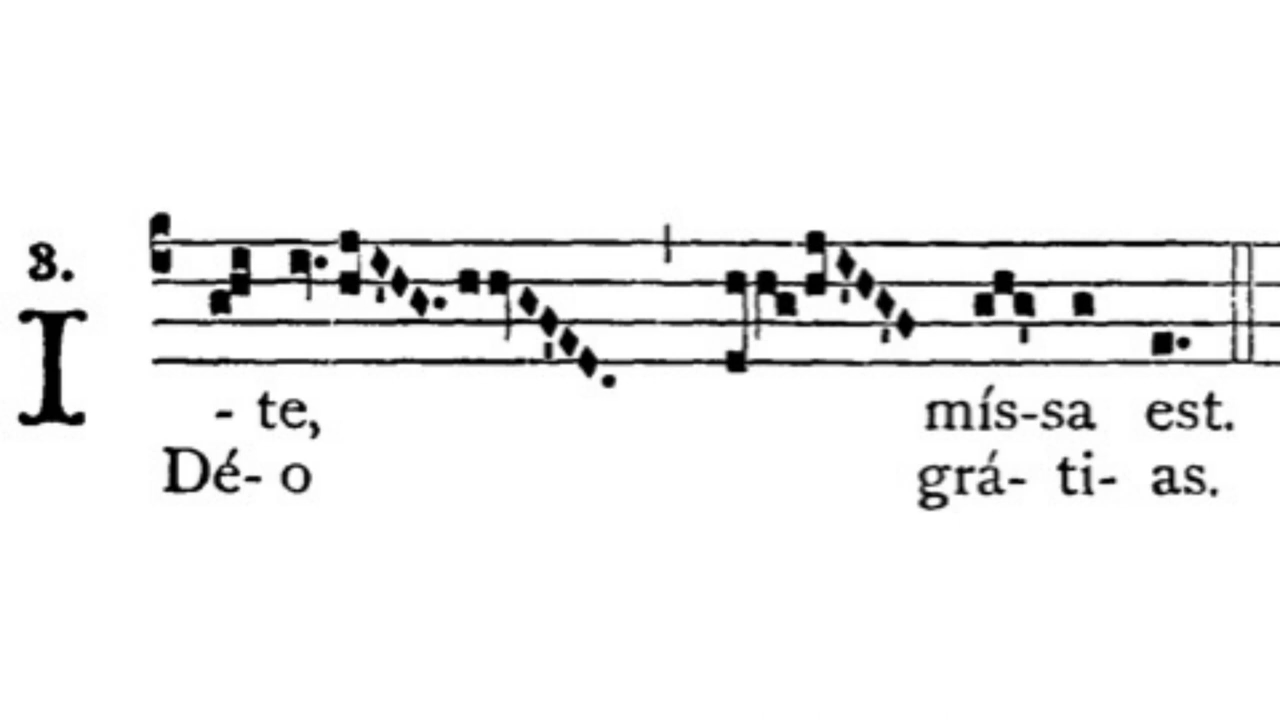 8.
I - te, mís-sa est.
Dé- o grá- ti- as.